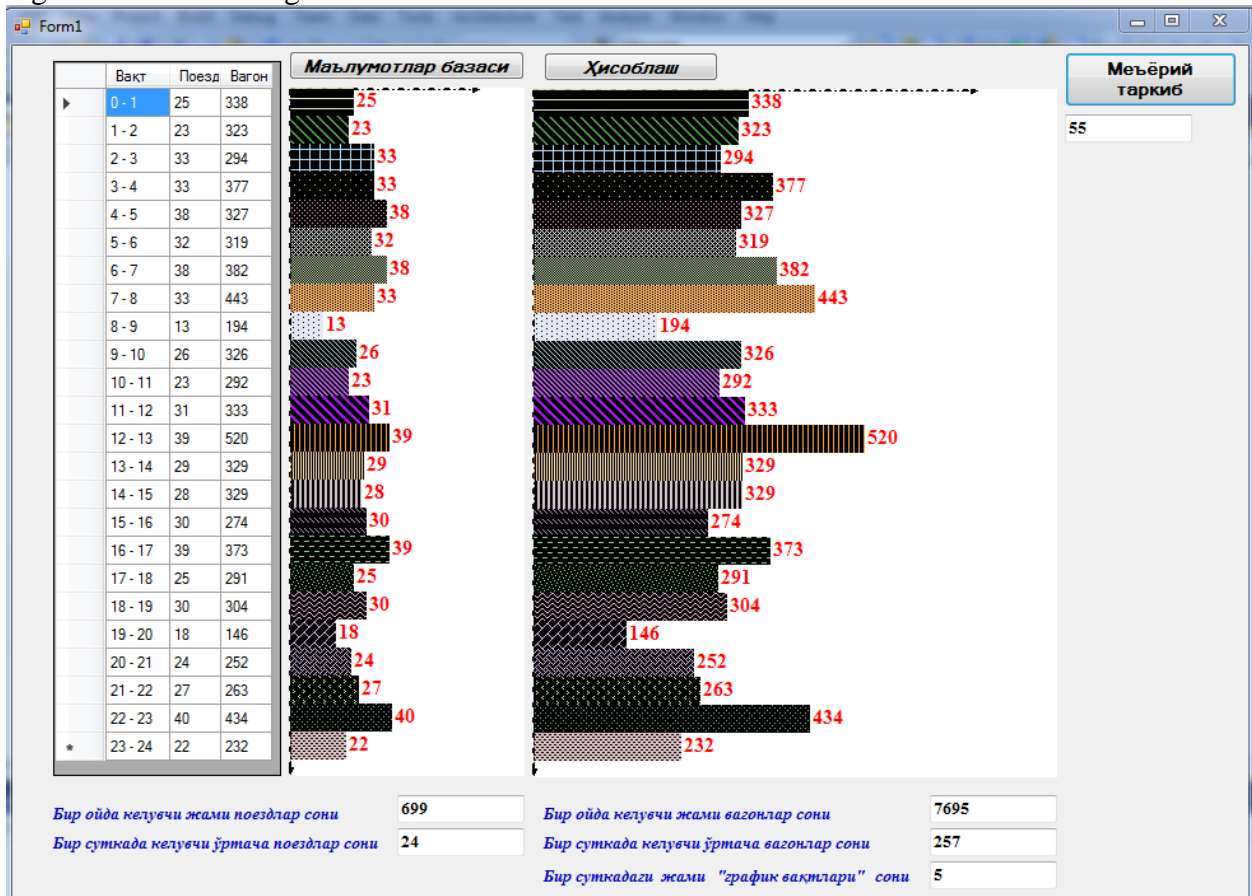 Form1
Маълумотлар базаси
Ҳисоблаш
Меъёрий
таркиб
55
Вақт Поезд Вагон
0 - 1 25 338
1 - 2 23 323
2 - 3 33 294
3 - 4 33 377
4 - 5 38 327
5 - 6 32 319
6 - 7 38 382
7 - 8 33 443
8 - 9 13 194
9 - 10 26 326
10 - 11 23 292
11 - 12 31 333
12 - 13 39 520
13 - 14 29 329
14 - 15 28 329
15 - 16 30 274
16 - 17 39 373
17 - 18 25 291
18 - 19 30 304
19 - 20 18 146
20 - 21 24 252
21 - 22 27 263
22 - 23 40 434
23 - 24 22 232
25
23
33
33
38
32
38
33
13
26
23
31
39
29
28
30
39
25
30
18
24
27
40
22
338
323
294
377
327
319
382
443
194
326
292
333
520
329
329
274
373
291
304
146
252
263
434
232
Бир ойда келувчи жами поездлар сони 699
Бир суткада келувчи ўртача поездлар сони 24
Бир ойда келувчи жами вагонлар сони 7695
Бир суткада келувчи ўртача вагонлар сони 257
Бир суткадаги жами "график вақтлари" сони 5